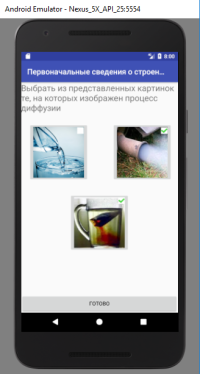 Android Emulator - Nexus_5X_API_25:5554
8:00
Первоначальные сведения о строен...
Выбрать из представленных картинок
те, на которых изображен процесс
диффузии
ГОТОВО